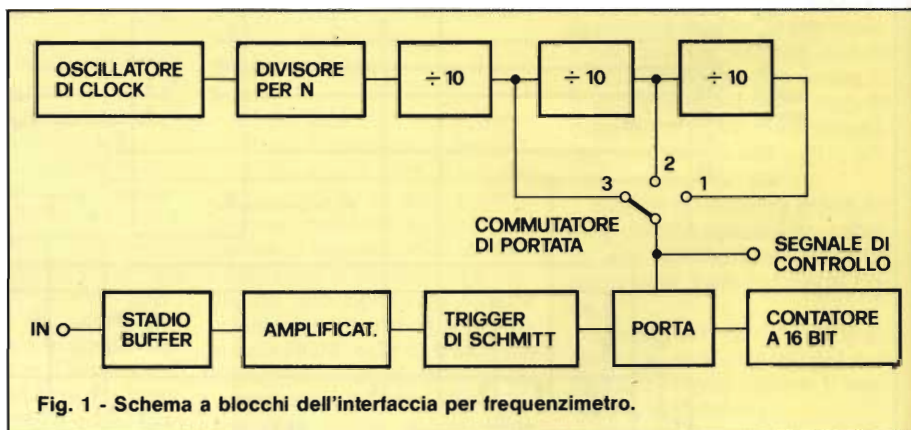 OSCILLATORE
DI CLOCK
DIVISORE
PER N
÷ 10
÷ 10
÷ 10
3
2
1
COMMUTATORE
DI PORTATA
SEGNALE DI
CONTROLLO
IN
STADIO
BUFFER
AMPLIFICAT.
TRIGGER
DI SCHMITT
PORTA
CONTATORE
A 16 BIT
Fig. 1 - Schema a blocchi dell'interfaccia per frequenzimetro.